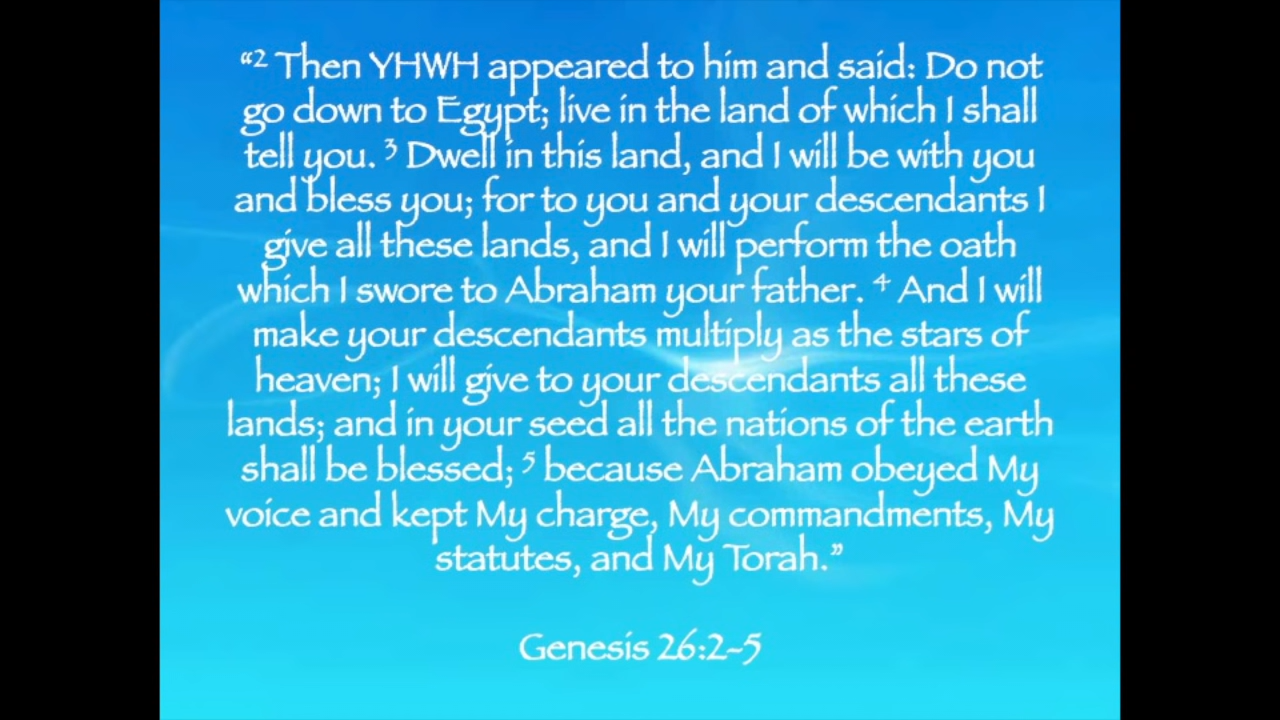 “² Then YHWH appeared to him and said: Do not
go down to Egypt; live in the land of which I shall
tell you. ³ Dwell in this land, and I will be with you
and bless you; for to you and your descendants I
give all these lands, and I will perform the oath
which I swore to Abraham your father. ⁴ And I will
make your descendants multiply as the stars of
heaven; I will give to your descendants all these
lands; and in your seed all the nations of the earth
shall be blessed; ⁵ because Abraham obeyed My
voice and kept My charge, My commandments, My
statutes, and My Torah.”
Genesis 26:2-5